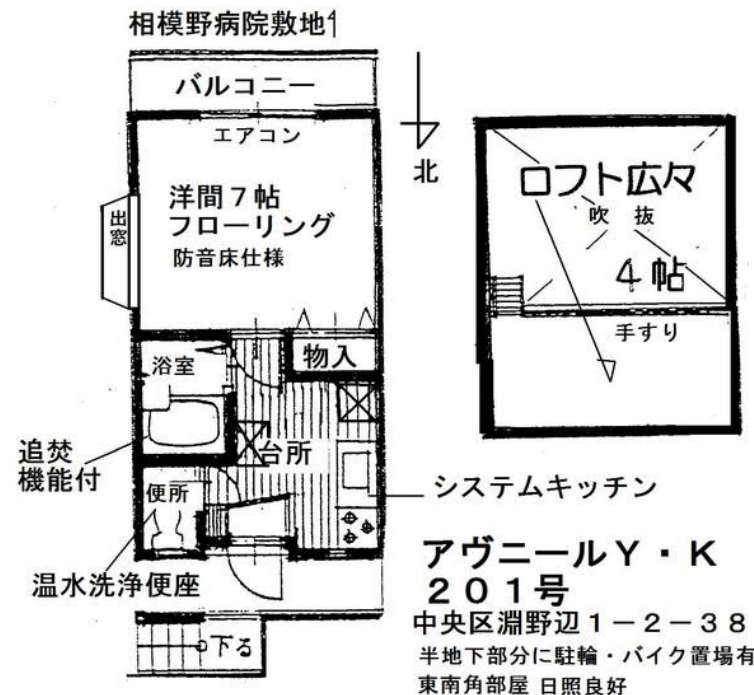 相模野病院敷地↑
バルコニー
エアコン
北
洋間７帖
フローリング
防音床仕様
出窓
ロフト広々
吹 抜
４帖
手すり
浴室
物入
追焚
機能付
台所
便所
システムキッチン
温水洗浄便座
下る
アヴニールＹ・Ｋ
２０１号
中央区淵野辺１－２－３８
半地下部分に駐輪・バイク置場有
東南角部屋 日照良好